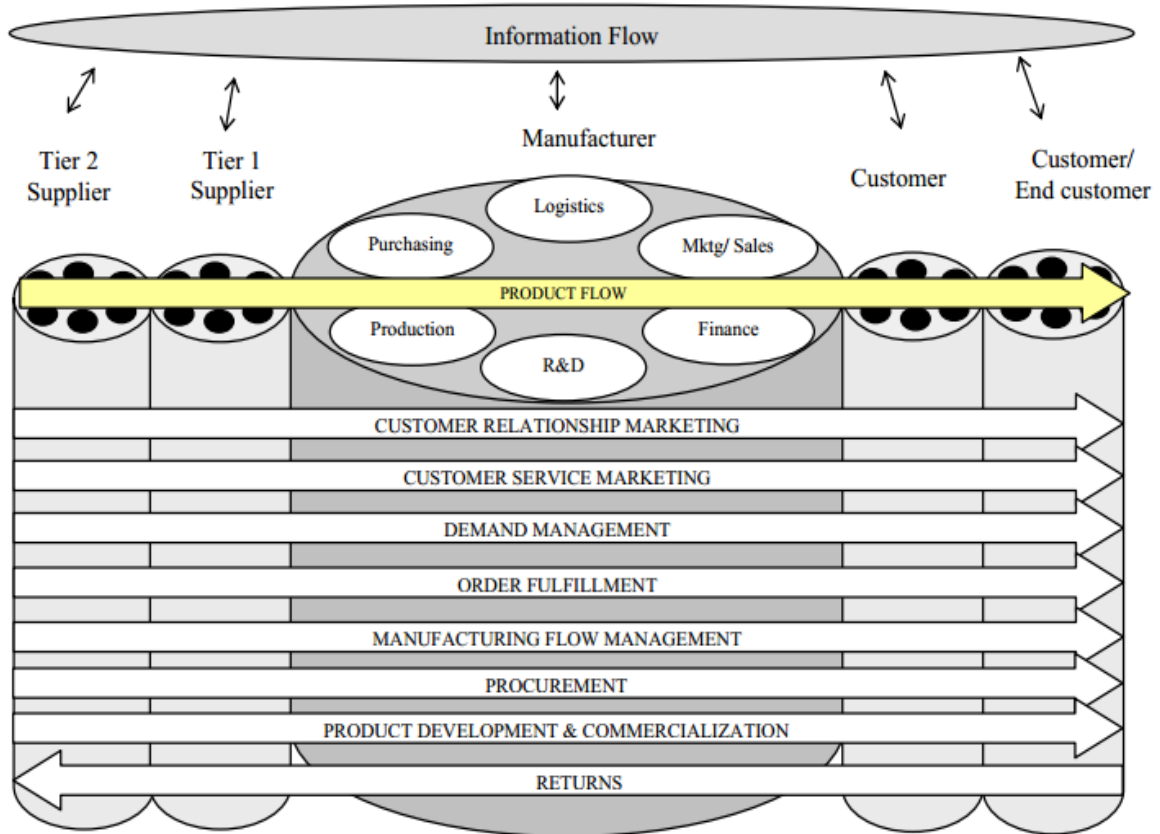 Information Flow
Manufacturer
Tier 2
Supplier
Tier 1
Supplier
Customer
Customer/
End customer
Logistics
Purchasing
Mktg/ Sales
PRODUCT FLOW
Production
Finance
R&D
CUSTOMER RELATIONSHIP MARKETING
CUSTOMER SERVICE MARKETING
DEMAND MANAGEMENT
ORDER FULFILLMENT
MANUFACTURING FLOW MANAGEMENT
PROCUREMENT
PRODUCT DEVELOPMENT & COMMERCIALIZATION
RETURNS